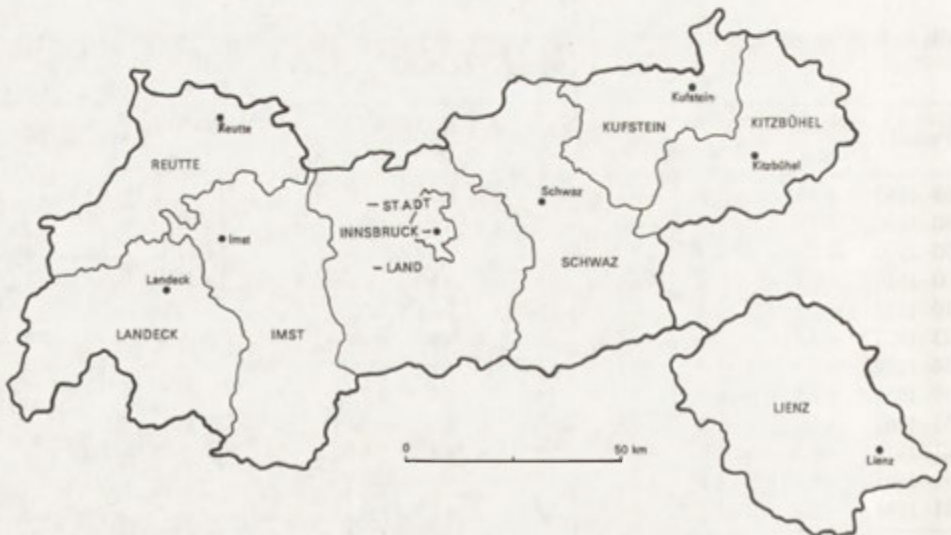 Kufstein
KUFSTEIN
KITZBÜHEL
Reutte
REUTTE
Kitzbühel
Schwaz
– STADT
INNSBRUCK –
– LAND
Imst
SCHWAZ
Landeck
LANDECK
IMST
LIENZ
0 50 km
Lienz